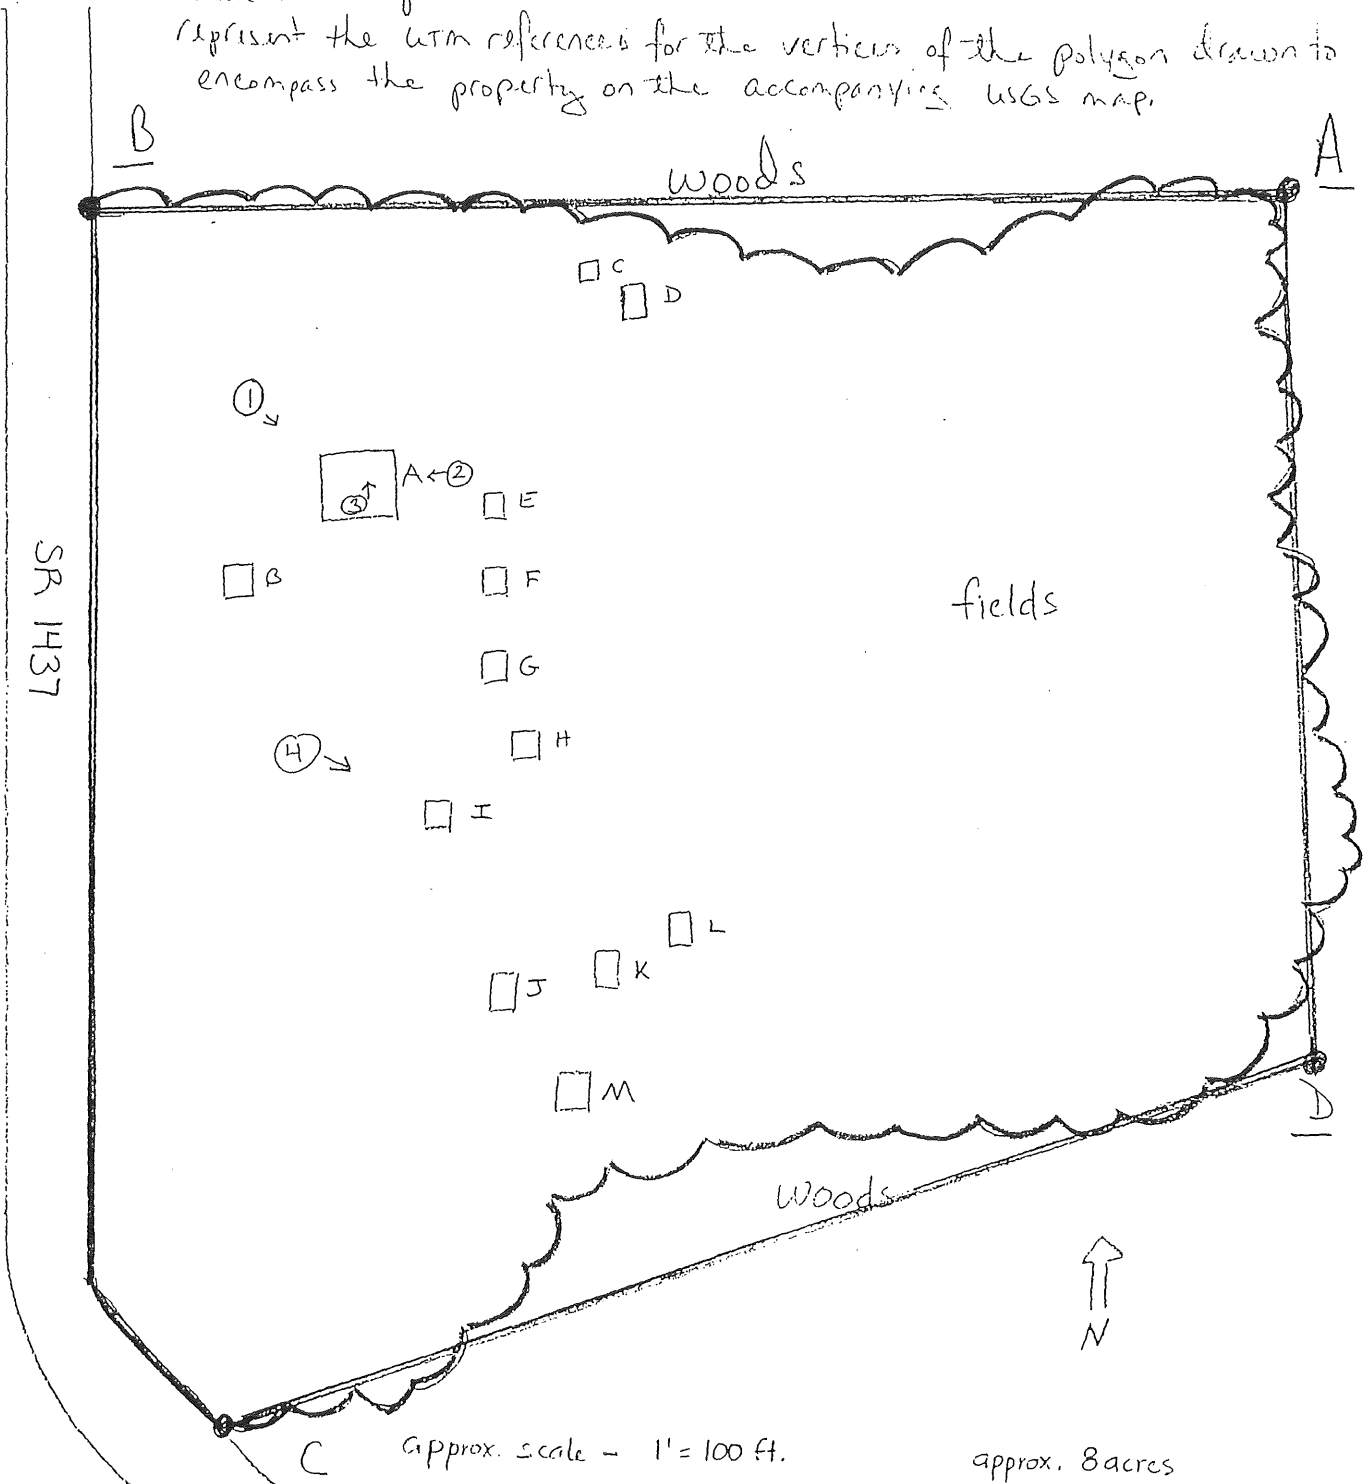 represent the UTM references for the vertices of the polygon drawn to
encompass the property on the accompanying USGS map.
B
A
woods
C
D
1
A ← 2
3
E
B
F
fields
SR 1437
G
H
4
I
L
K
J
M
D
woods
N
C
approx. scale - 1' = 100 ft.
approx. 8 acres